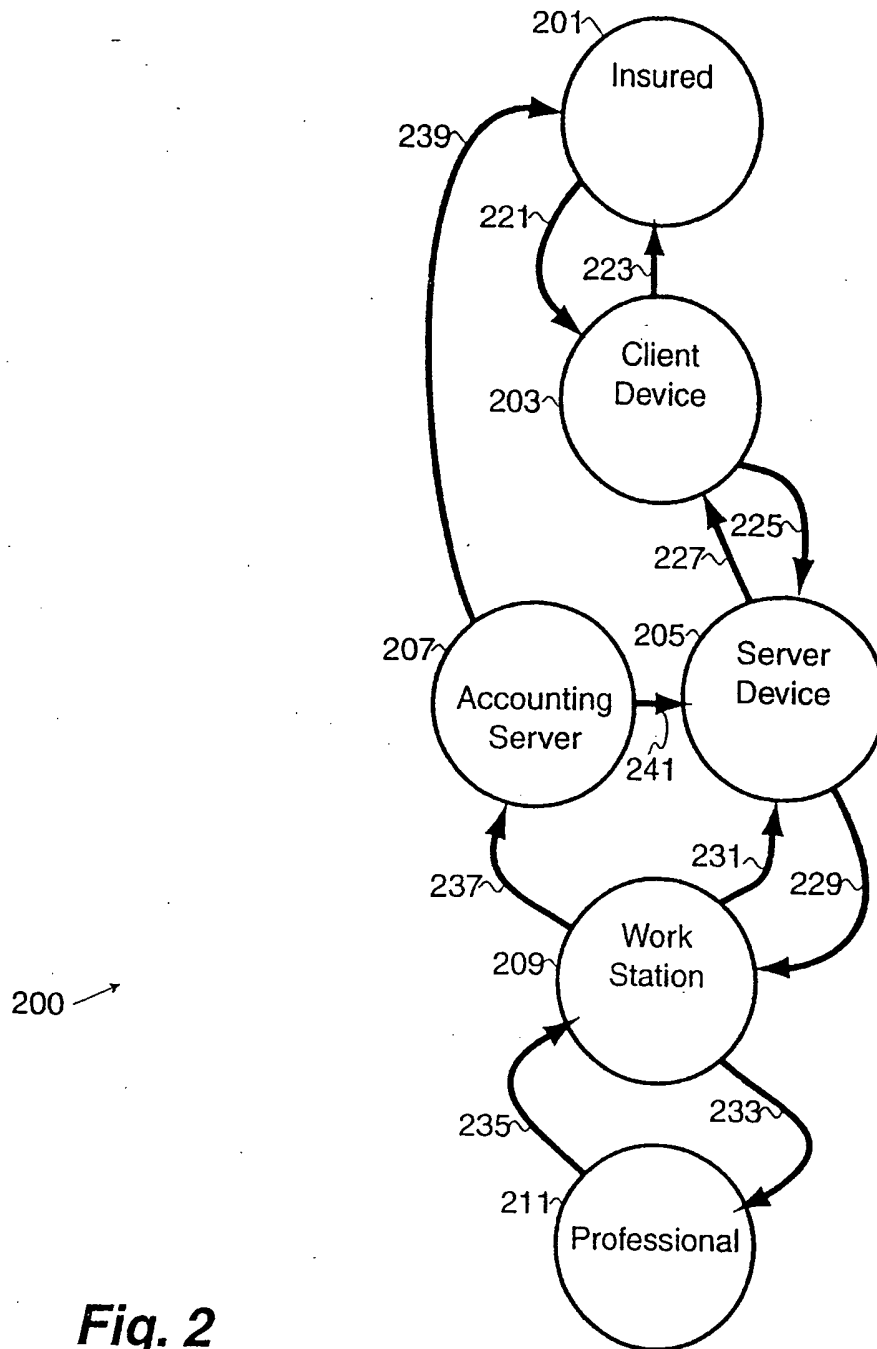 201
Insured
239
221
223
Client
Device
203
225
227
207
205
Server
Device
Accounting
Server
241
237
231
229
Work
Station
209
200
235
233
211
Professional
Fig. 2